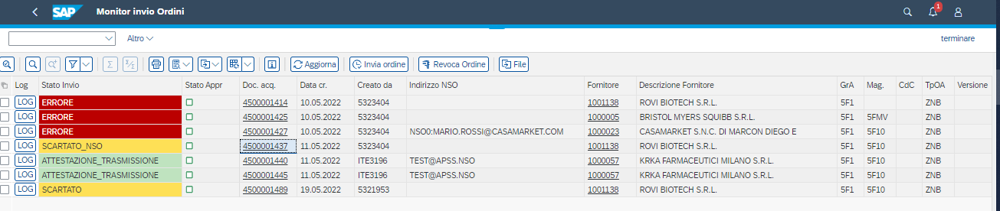 SAP Monitor invio Ordini 1
Altro terminare
Σ Aggiorna Invia ordine Revoca Ordine File
Log Stato Invio Stato Appr Doc. acq. Data cr. Creato da Indirizzo NSO Fornitore Descrizione Fornitore GrA Mag. CdC TpOA Versione
LOG ERRORE 4500001414 10.05.2022 5323404 1001138 ROVI BIOTECH S.R.L. 5F1 ZNB
LOG ERRORE 4500001425 10.05.2022 5323404 1000005 BRISTOL MYERS SQUIBB S.R.L. 5F1 5FMV ZNB
LOG ERRORE 4500001427 10.05.2022 5323404 NSO0:MARIO.ROSSI@CASAMARKET.COM 1000023 CASAMARKET S.N.C. DI MARCON DIEGO E 5F1 5F10 ZNB
LOG SCARTATO_NSO 4500001437 11.05.2022 5323404 1001138 ROVI BIOTECH S.R.L. 5F1 5F10 ZNB
LOG ATTESTAZIONE_TRASMISSIONE 4500001440 11.05.2022 ITE3196 TEST@APSS.NSO 1000057 KRKA FARMACEUTICI MILANO S.R.L. 5F1 5F10 ZNB
LOG ATTESTAZIONE_TRASMISSIONE 4500001445 11.05.2022 ITE3196 TEST@APSS.NSO 1000057 KRKA FARMACEUTICI MILANO S.R.L. 5F1 5F10 ZNB
LOG SCARTATO 4500001489 19.05.2022 5321953 1001138 ROVI BIOTECH S.R.L. 5F1 5F10 ZNB